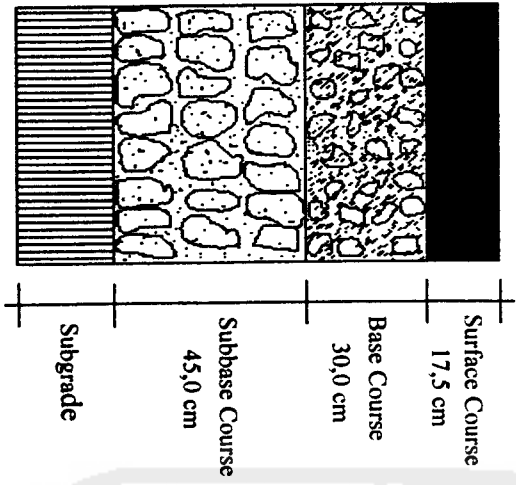 Surface Course
17,5 cm
Base Course
30,0 cm
Subbase Course
45,0 cm
Subgrade